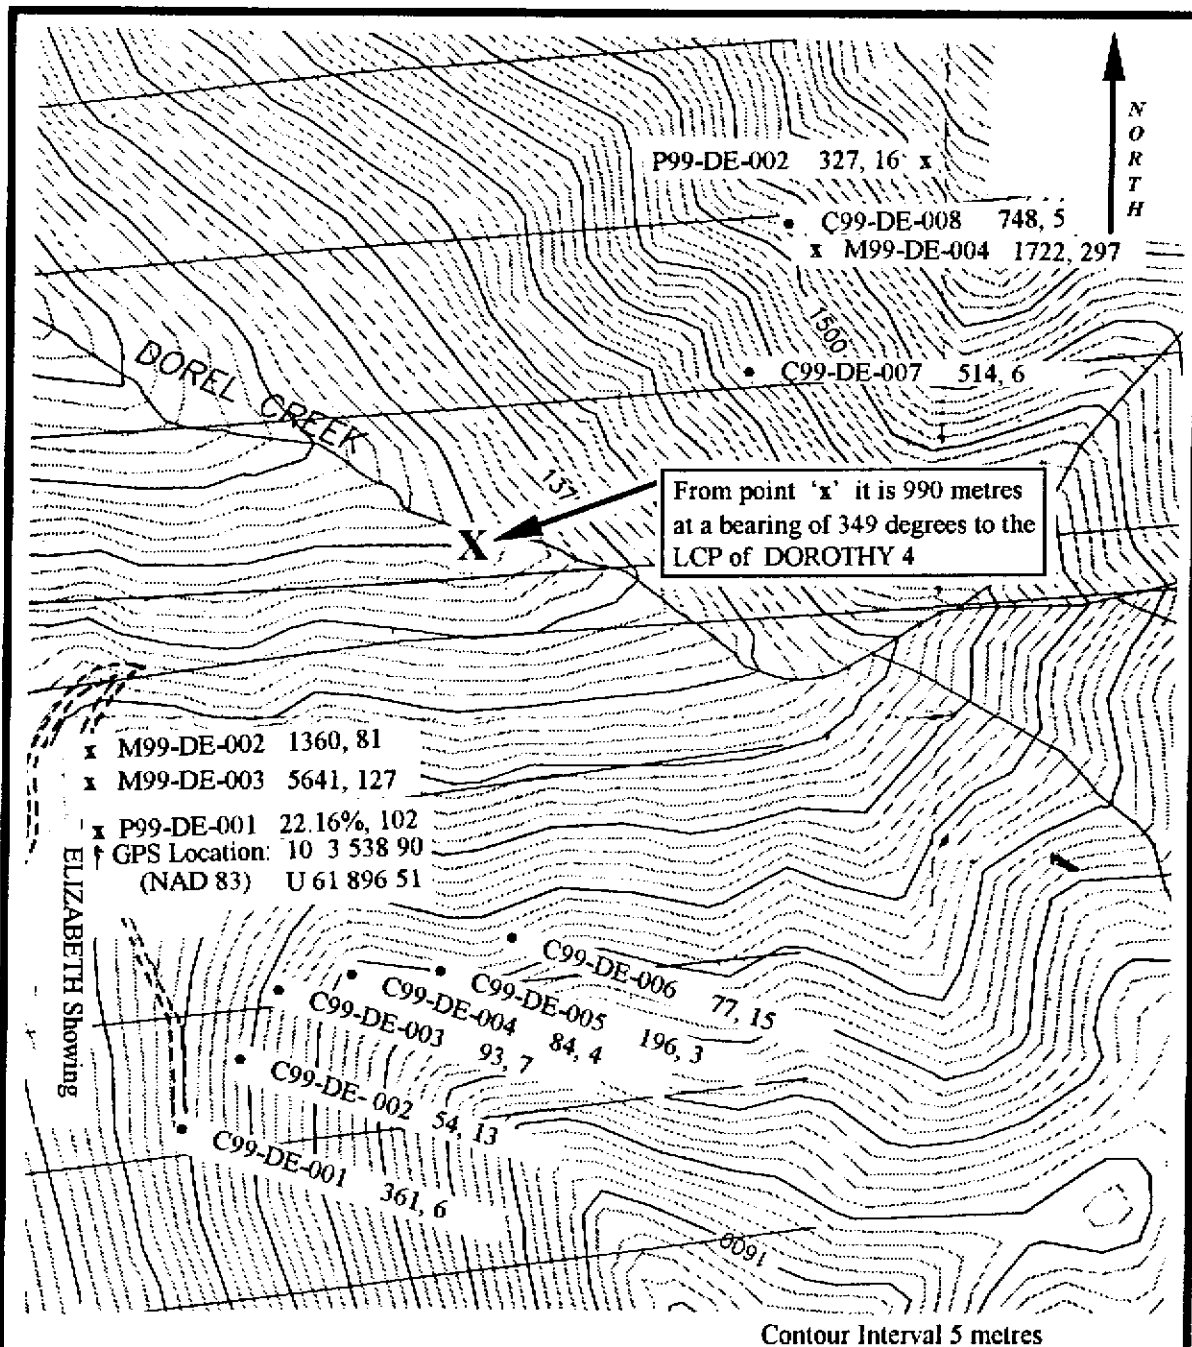 NORTH
P99-DE-002 327, 16 x
C99-DE-008 748, 5
x M99-DE-004 1722, 297
1500
C99-DE-007 514, 6
DOREL CREEK
137
From point ‘x’ it is 990 metres
at a bearing of 349 degrees to the
LCP of DOROTHY 4
X
x M99-DE-002 1360, 81
x M99-DE-003 5641, 127
x P99-DE-001 22.16%, 102
GPS Location: 10 3 538 90
(NAD 83) U 61 896 51
ELIZABETH Showing
C99-DE-006 77, 15
C99-DE-005 196, 3
C99-DE-004 84, 4
C99-DE-003 93, 7
C99-DE-002 54, 13
C99-DE-001 361, 6
1600
Contour Interval 5 metres